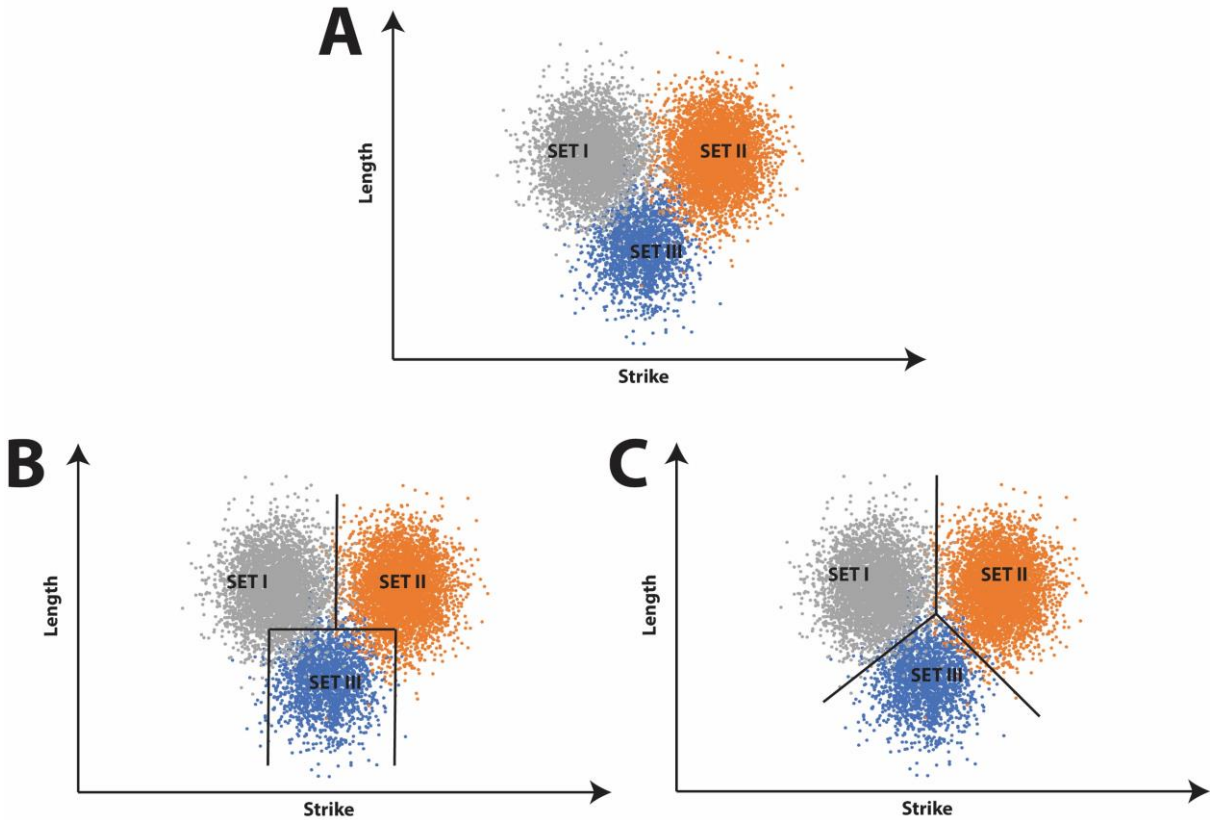 A
Length
SET I
SET II
SET III
Strike
B
Length
SET I
SET II
SET III
Strike
C
Length
SET I
SET II
SET III
Strike